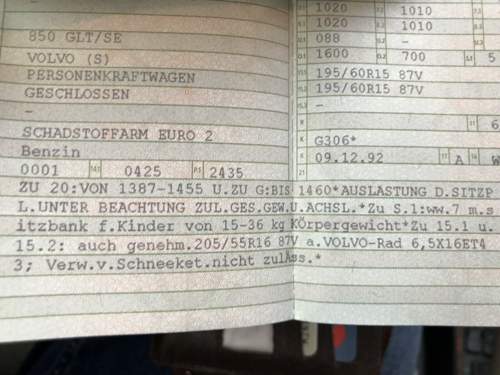 1020 1010
1020 1010
850 GLT/SE
088 –
VOLVO (S)
1600 700 5
PERSONENKRAFTWAGEN
195/60R15 87V
GESCHLOSSEN
195/60R15 87V
–
–
SCHADSTOFFARM EURO 2
6
G306*
Benzin
09.12.92 A W
0001 0425 2435
ZU 20:VON 1387-1455 U.ZU G:BIS 1460*AUSLASTUNG D.SITZP
L.UNTER BEACHTUNG ZUL.GES.GEW.U.ACHSL.*Zu S.1:ww.7 m.s
itzbank f.Kinder von 15-36 kg KÖrpergewicht*Zu 15.1 u.
15.2: auch genehm.205/55R16 87V a.VOLVO-Rad 6,5X16ET4
3; Verw.v.Schneeket.nicht zulÄss.*